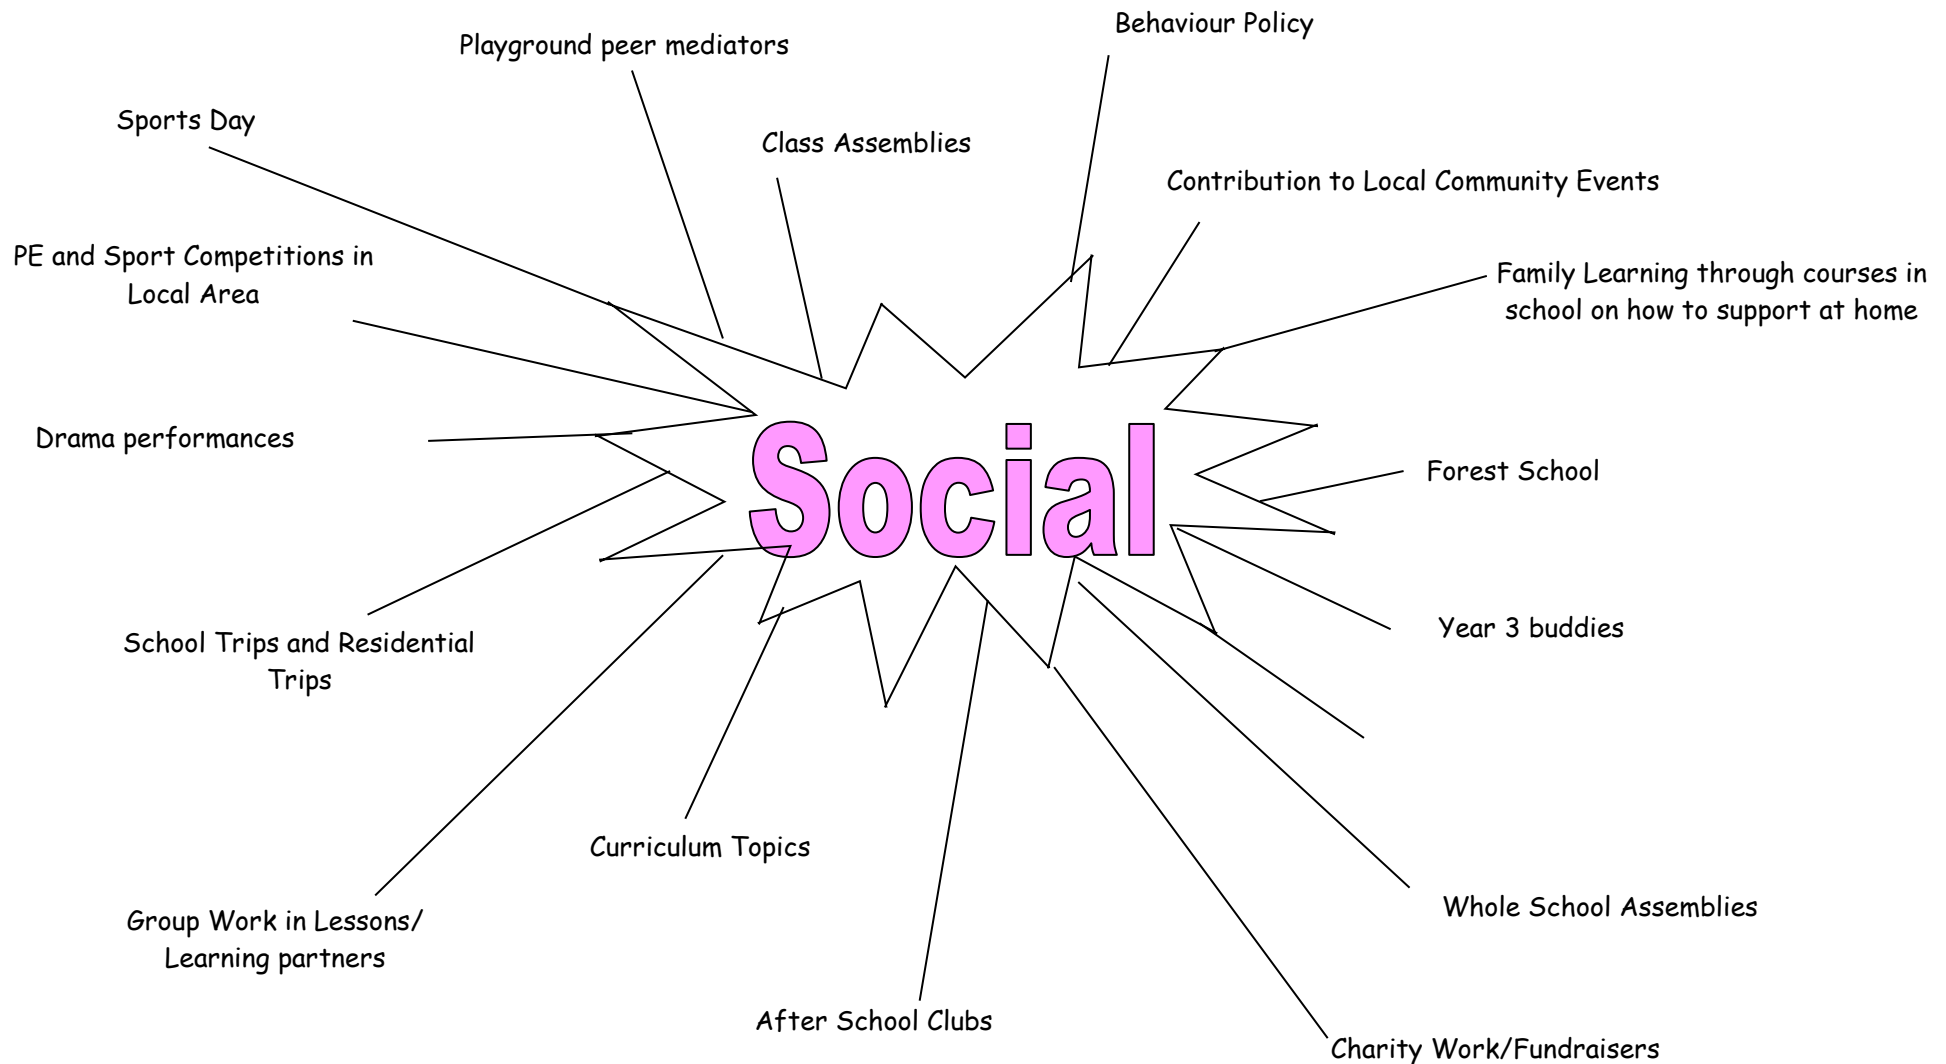 Behaviour Policy
Playground peer mediators
Sports Day
Class Assemblies
Contribution to Local Community Events
PE and Sport Competitions in
Local Area
Family Learning through courses in
school on how to support at home
Drama performances
Social
Forest School
School Trips and Residential
Trips
Year 3 buddies
Curriculum Topics
Group Work in Lessons/
Learning partners
Whole School Assemblies
After School Clubs
Charity Work/Fundraisers